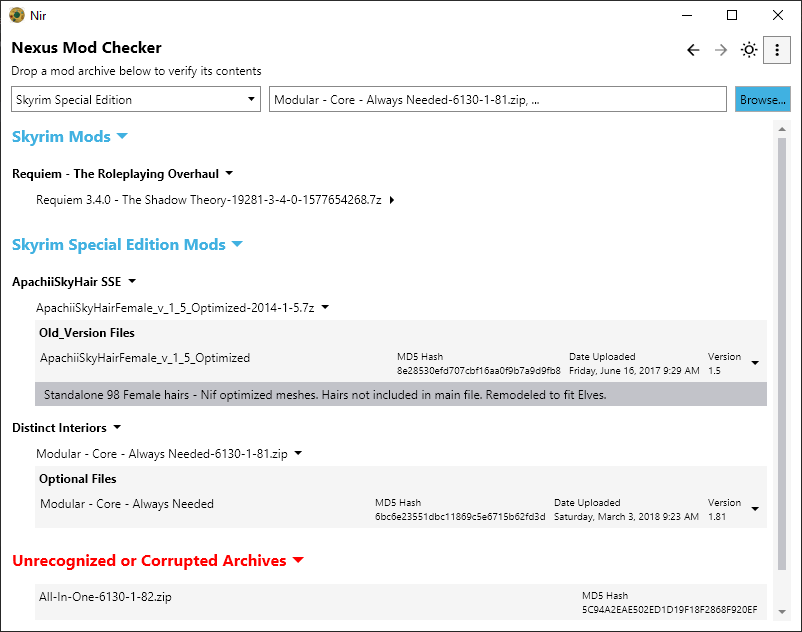 Nir
Nexus Mod Checker
Drop a mod archive below to verify its contents
Skyrim Special Edition
Modular - Core - Always Needed-6130-1-81.zip, ...
Browse...
Skyrim Mods
Requiem - The Roleplaying Overhaul
Requiem 3.4.0 - The Shadow Theory-19281-3-4-0-1577654268.7z
Skyrim Special Edition Mods
ApachiiSkyHair SSE
ApachiiSkyHairFemale_v_1_5_Optimized-2014-1-5.7z
Old_Version Files
ApachiiSkyHairFemale_v_1_5_Optimized
MD5 Hash
8e28530efd707cbf16aa0f9b7a9d9fb8
Date Uploaded
Friday, June 16, 2017 9:29 AM
Version
1.5
Standalone 98 Female hairs - Nif optimized meshes. Hairs not included in main file. Remodeled to fit Elves.
Distinct Interiors
Modular - Core - Always Needed-6130-1-81.zip
Optional Files
Modular - Core - Always Needed
MD5 Hash
6bc6e23551dbc11869c5e6715b62fd3d
Date Uploaded
Saturday, March 3, 2018 9:23 AM
Version
1.81
Unrecognized or Corrupted Archives
All-In-One-6130-1-82.zip
MD5 Hash
5C94A2EAE502ED1D19F18F2868F920EF